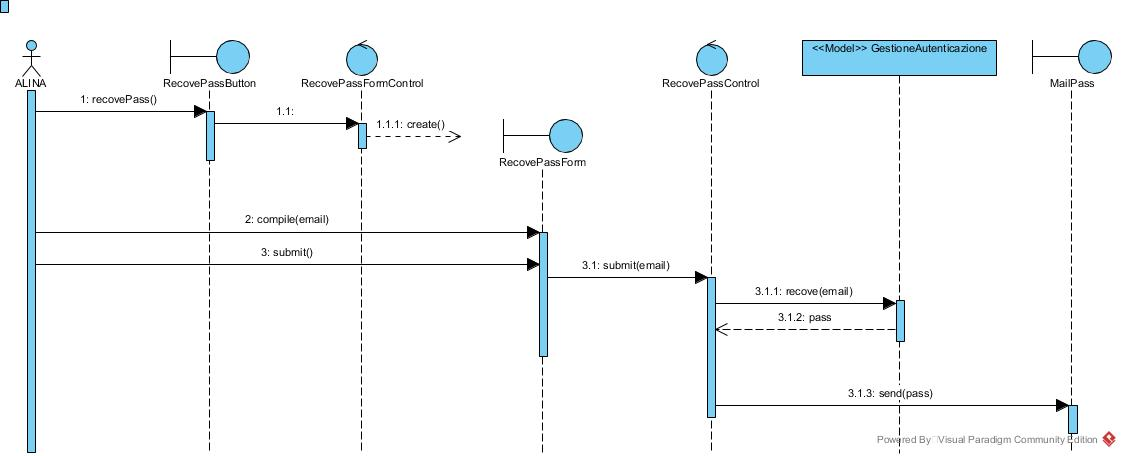 <<Model>> GestioneAutenticazione
ALINA
RecovePassButton
RecovePassFormControl
RecovePassControl
MailPass
1: recovePass()
1.1:
1.1.1: create()
RecovePassForm
2: compile(email)
3: submit()
3.1: submit(email)
3.1.1: recove(email)
3.1.2: pass
3.1.3: send(pass)
Powered By Visual Paradigm Community Edition